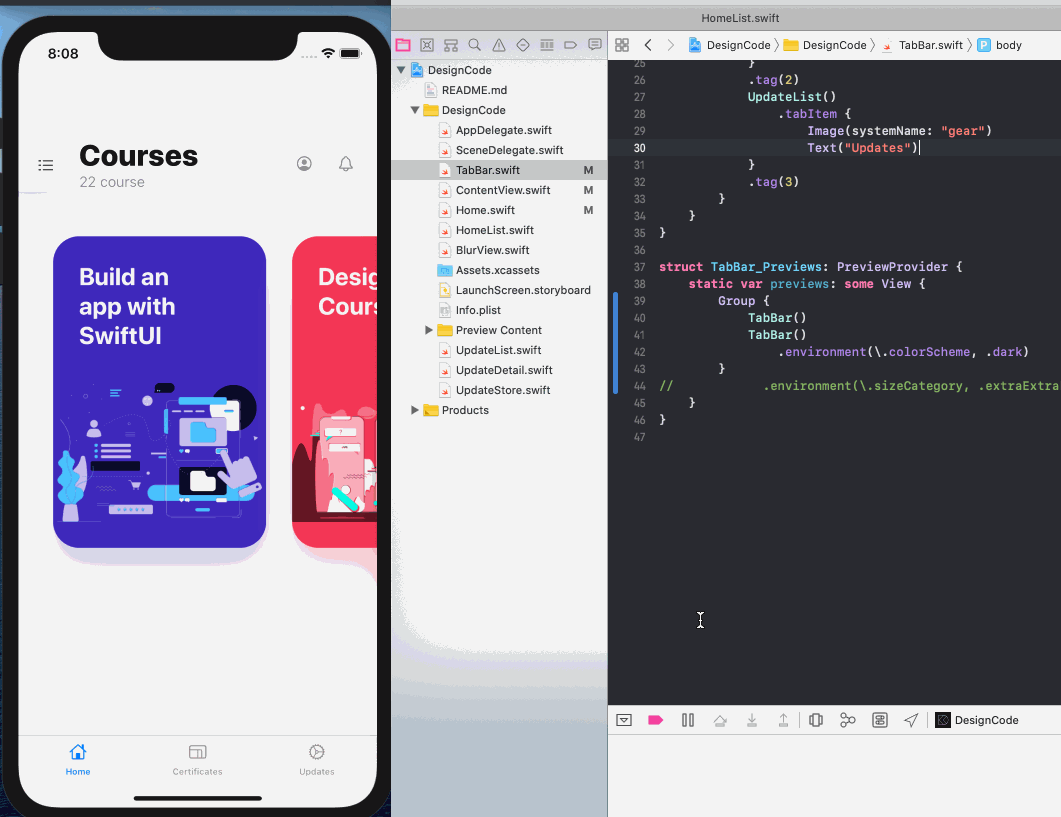 HomeList.swift
8:08
Courses
22 course
Build an
app with
SwiftUI
Desig
Cours
Home
Certificates
Updates
DesignCode
README.md
DesignCode
AppDelegate.swift
SceneDelegate.swift
TabBar.swift M
ContentView.swift M
Home.swift M
HomeList.swift
BlurView.swift
Assets.xcassets
LaunchScreen.storyboard
Info.plist
Preview Content
UpdateList.swift
UpdateDetail.swift
UpdateStore.swift
Products
DesignCode DesignCode TabBar.swift P body
25 }
26 .tag(2)
27 UpdateList()
28 .tabItem {
29 Image(systemName: "gear")
30 Text("Updates")
31 }
32 .tag(3)
33 }
34 }
35 }
36
37 struct TabBar_Previews: PreviewProvider {
38 static var previews: some View {
39 Group {
40 TabBar()
41 TabBar()
42 .environment(\.colorScheme, .dark)
43 }
44 // .environment(\.sizeCategory, .extraExtra
45 }
46 }
47
DesignCode